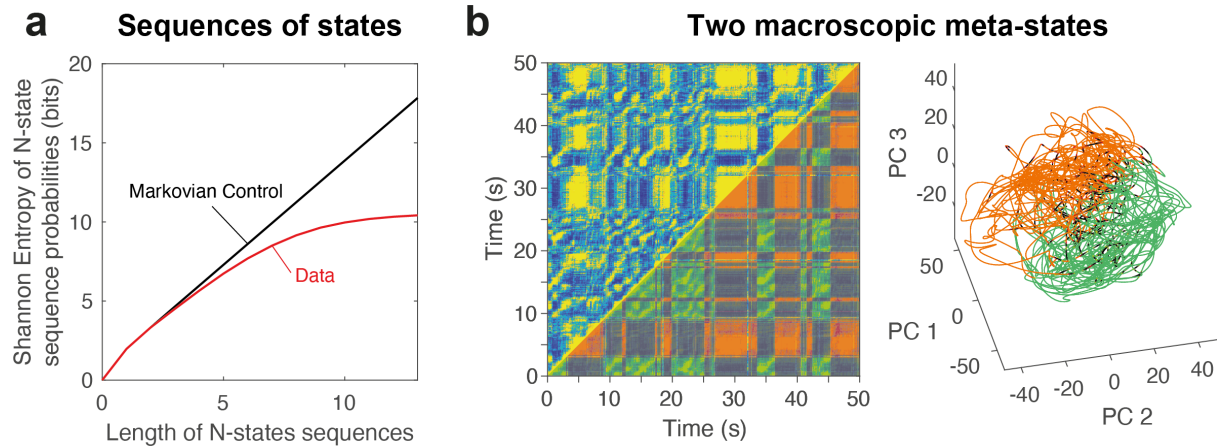 a
Sequences of states
Shannon Entropy of N-state
sequence probabilities (bits)
20
15
10
5
0
Markovian Control
Data
0
5
10
Length of N-states sequences
b
Two macroscopic meta-states
Time (s)
50
40
30
20
10
0
0
10
20
30
40
50
Time (s)
PC 3
40
20
0
-20
50
0
-50
PC 1
-40
-20
0
20
40
PC 2